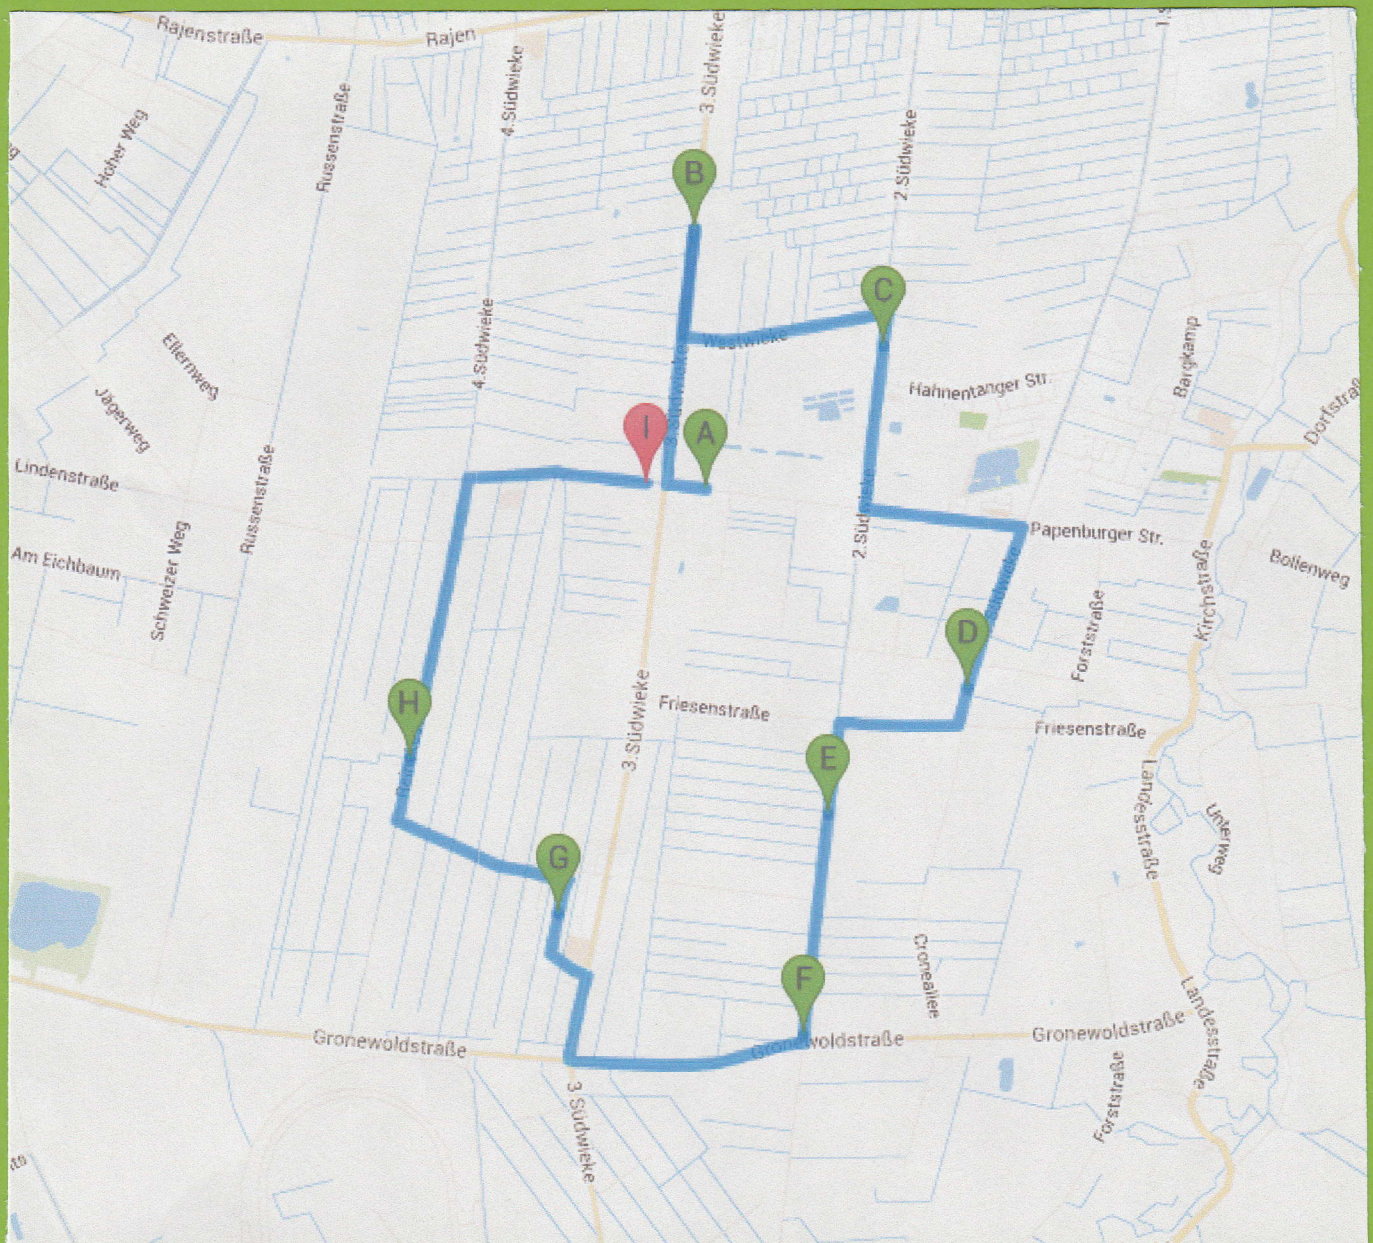 Rajenstraße
Rajen
3.Südwieke
4.Südwieke
Russenstraße
Hoher Weg
2.Südwieke
B
C
4.Südwieke
Westwieke
Bargkamp
Ellernweg
Hahnentanger Str.
Jägerweg
3.Südwieke
I
A
Lindenstraße
Russenstraße
2.Südwieke
Papenburger Str.
Am Eichbaum
Schweizer Weg
Kirchstraße
Bollenweg
Südwieke
Forststraße
D
3.Südwieke
Friesenstraße
H
Friesenstraße
E
Landesstraße
Unterweg
G
Croneallee
F
Gronewoldstraße
Gronewoldstraße
Gronewoldstraße
Landesstraße
3.Südwieke
Forststraße